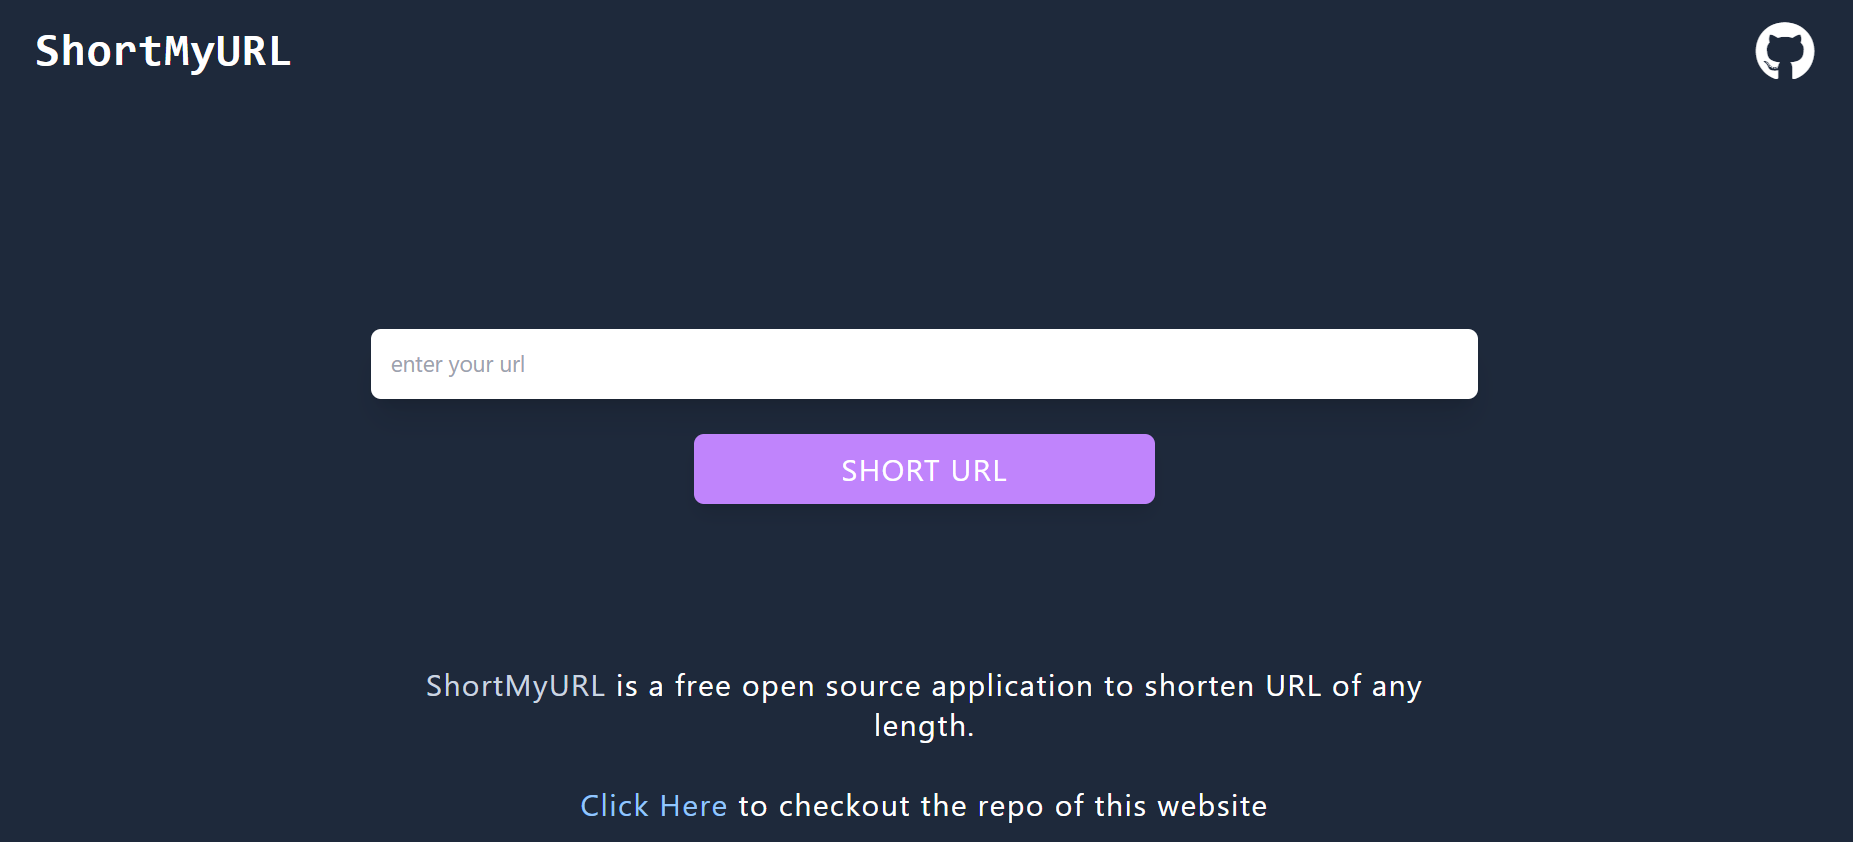 ShortMyURL
enter your url
SHORT URL
ShortMyURL is a free open source application to shorten URL of any
length.
Click Here to checkout the repo of this website